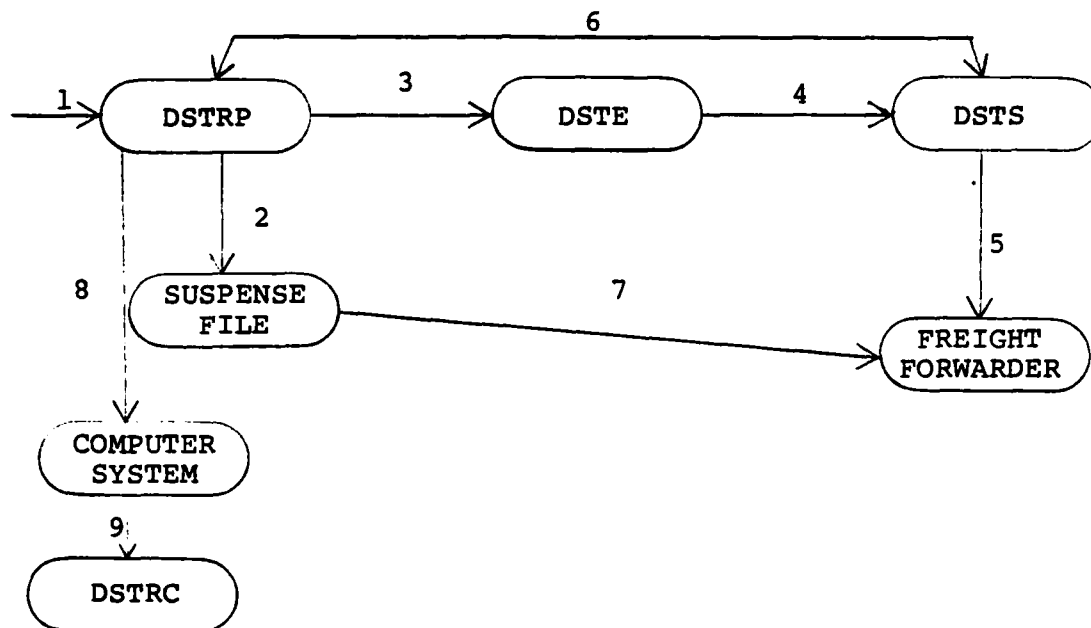 6
1
DSTRP
3
DSTE
4
DSTS
2
5
8
SUSPENSE
FILE
7
FREIGHT
FORWARDER
COMPUTER
SYSTEM
9
DSTRC